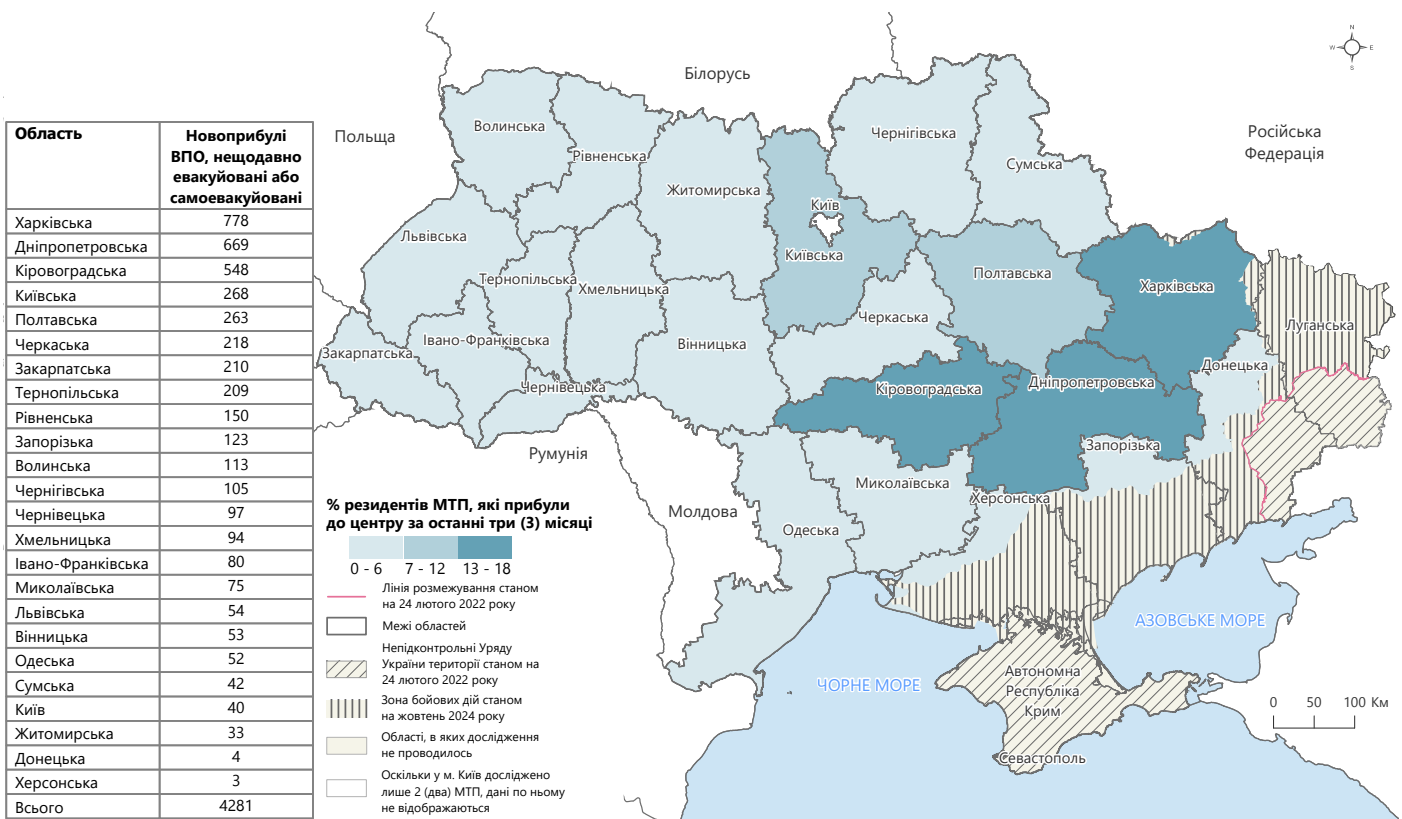 Область Новоприбулі
ВПО, нещодавно
евакуйовані або
самоевакуйовані
Харківська 778
Дніпропетровська 669
Кіровоградська 548
Київська 268
Полтавська 263
Черкаська 218
Закарпатська 210
Тернопільська 209
Рівненська 150
Запорізька 123
Волинська 113
Чернігівська 105
Чернівецька 97
Хмельницька 94
Івано-Франківська 80
Миколаївська 75
Львівська 54
Вінницька 53
Одеська 52
Сумська 42
Київ 40
Житомирська 33
Донецька 4
Херсонська 3
Всього 4281
Білорусь
Польща
Російська
Федерація
Румунія
Молдова
Волинська
Рівненська
Житомирська
Київ
Київська
Чернігівська
Сумська
Львівська
Тернопільська
Хмельницька
Полтавська
Харківська
Луганська
Закарпатська
Івано-Франківська
Чернівецька
Вінницька
Черкаська
Кіровоградська
Дніпропетровська
Донецька
Запорізька
Миколаївська
Херсонська
Одеська
Автономна
Республіка
Крим
Севастополь
ЧОРНЕ МОРЕ
АЗОВСЬКЕ МОРЕ
% резидентів МТП, які прибули
до центру за останні три (3) місяці
0 - 6 7 - 12 13 - 18
Лінія розмежування станом
на 24 лютого 2022 року
Межі областей
Непідконтрольні Уряду
України території станом на
24 лютого 2022 року
Зона бойових дій станом
на жовтень 2024 року
Області, в яких дослідження
не проводилось
Оскільки у м. Київ досліджено
лише 2 (два) МТП, дані по ньому
не відображаються
N
W E
S
0 50 100 Км